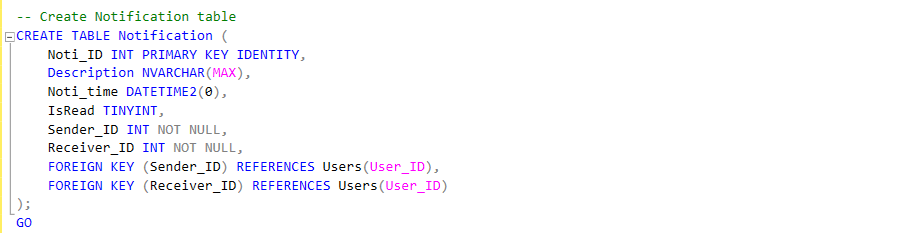 -- Create Notification table
CREATE TABLE Notification (
    Noti_ID INT PRIMARY KEY IDENTITY,
    Description NVARCHAR(MAX),
    Noti_time DATETIME2(0),
    IsRead TINYINT,
    Sender_ID INT NOT NULL,
    Receiver_ID INT NOT NULL,
    FOREIGN KEY (Sender_ID) REFERENCES Users(User_ID),
    FOREIGN KEY (Receiver_ID) REFERENCES Users(User_ID)
);
GO